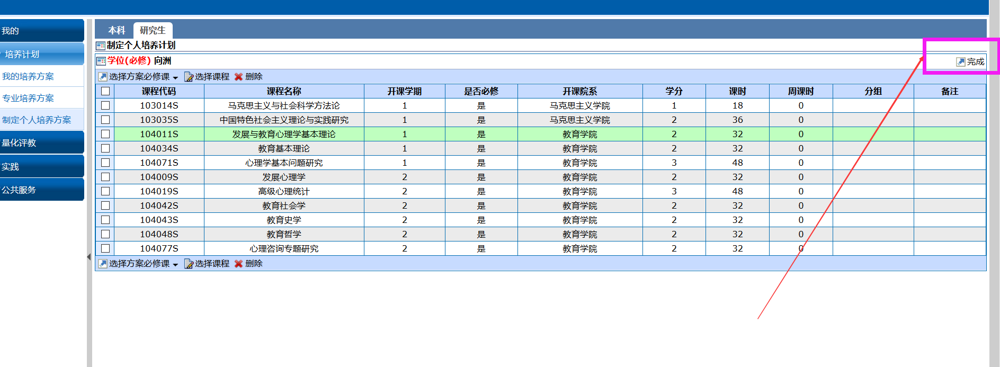 本科 研究生
我的
培养计划
我的培养方案
专业培养方案
制定个人培养方案
量化评教
实践
公共服务
制定个人培养计划
学位(必修) 向洲
完成
选择方案必修课 选择课程 删除
课程代码 课程名称 开课学期 是否必修 开课院系 学分 课时 周课时 分组 备注
103014S 马克思主义与社会科学方法论 1 是 马克思主义学院 1 18 0
103035S 中国特色社会主义理论与实践研究 1 是 马克思主义学院 2 36 0
104011S 发展与教育心理学基本理论 1 是 教育学院 2 32 0
104034S 教育基本理论 1 是 教育学院 2 32 0
104071S 心理学基本问题研究 1 是 教育学院 3 48 0
104009S 发展心理学 2 是 教育学院 2 32 0
104019S 高级心理统计 2 是 教育学院 3 48 0
104042S 教育社会学 2 是 教育学院 2 32 0
104043S 教育史学 2 是 教育学院 2 32 0
104048S 教育哲学 2 是 教育学院 2 32 0
104077S 心理咨询专题研究 2 是 教育学院 2 32 0
选择方案必修课 选择课程 删除